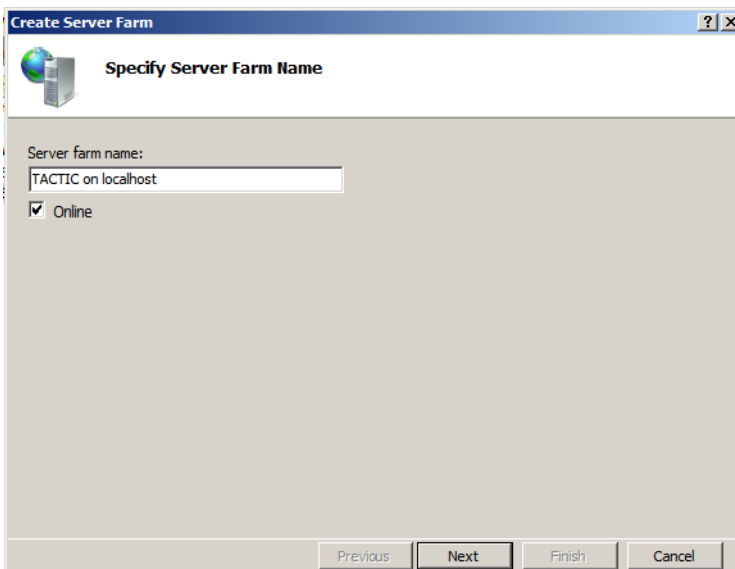 Create Server Farm
Specify Server Farm Name
Server farm name:
TACTIC on localhost
Online
Previous Next Finish Cancel